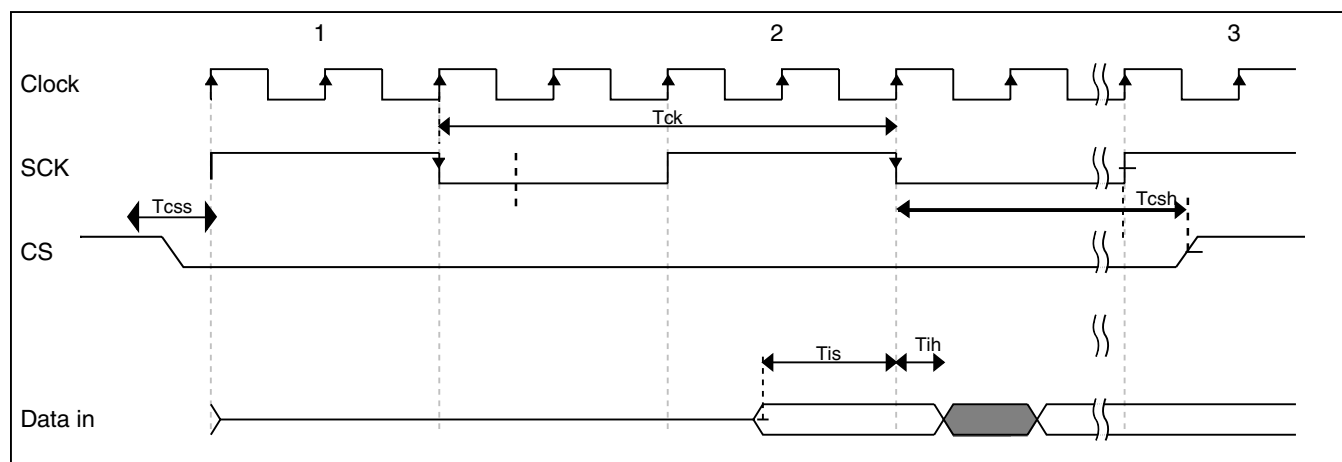 1 2 3
Clock
Tck
SCK
Tcss Tcsh
CS
Tis Tih
Data in